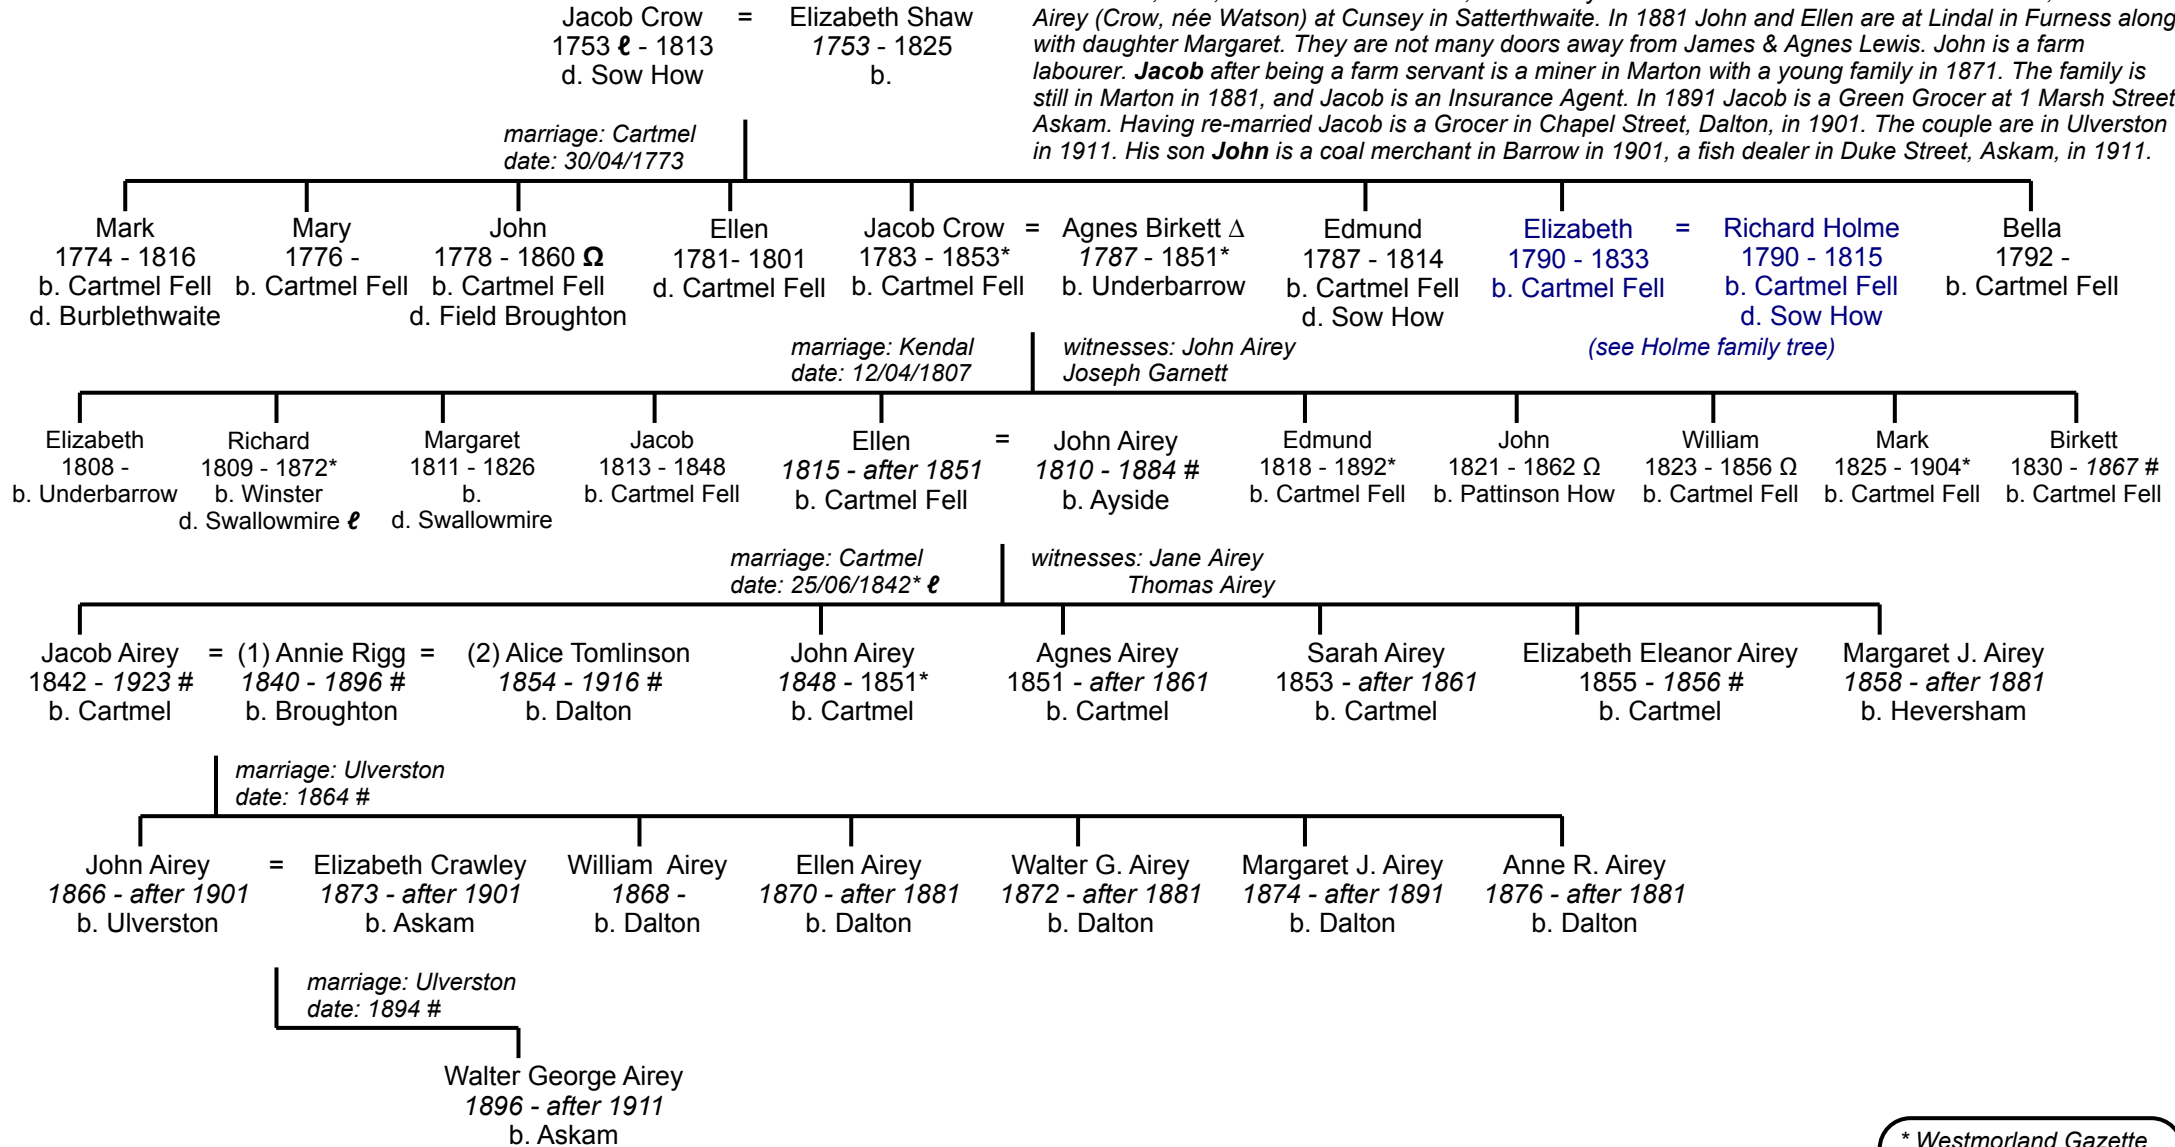 Jacob Crow = Elizabeth Shaw
1753 ℓ - 1813 1753 - 1825
d. Sow How b.
Airey (Crow, née Watson) at Cunsey in Satterthwaite. In 1881 John and Ellen are at Lindal in Furness along
with daughter Margaret. They are not many doors away from James & Agnes Lewis. John is a farm
labourer. Jacob after being a farm servant is a miner in Marton with a young family in 1871. The family is
still in Marton in 1881, and Jacob is an Insurance Agent. In 1891 Jacob is a Green Grocer at 1 Marsh Street
Askam. Having re-married Jacob is a Grocer in Chapel Street, Dalton, in 1901. The couple are in Ulverston
in 1911. His son John is a coal merchant in Barrow in 1901, a fish dealer in Duke Street, Askam, in 1911.
marriage: Cartmel
date: 30/04/1773
Mark Mary John Ellen Jacob Crow = Agnes Birkett Δ Edmund Elizabeth = Richard Holme Bella
1774 - 1816 1776 - 1778 - 1860 Ω 1781- 1801 1783 - 1853* 1787 - 1851* 1787 - 1814 1790 - 1833 1790 - 1815 1792 -
b. Cartmel Fell b. Cartmel Fell b. Cartmel Fell d. Cartmel Fell b. Cartmel Fell b. Underbarrow b. Cartmel Fell b. Cartmel Fell b. Cartmel Fell b. Cartmel Fell
d. Burblethwaite d. Field Broughton d. Sow How d. Sow How
marriage: Kendal witnesses: John Airey (see Holme family tree)
date: 12/04/1807 Joseph Garnett
Elizabeth Richard Margaret Jacob Ellen = John Airey Edmund John William Mark Birkett
1808 - 1809 - 1872* 1811 - 1826 1813 - 1848 1815 - after 1851 1810 - 1884 # 1818 - 1892* 1821 - 1862 Ω 1823 - 1856 Ω 1825 - 1904* 1830 - 1867 #
b. Underbarrow b. Winster b. b. Cartmel Fell b. Cartmel Fell b. Ayside b. Cartmel Fell b. Pattinson How b. Cartmel Fell b. Cartmel Fell b. Cartmel Fell
d. Swallowmire ℓ d. Swallowmire
marriage: Cartmel witnesses: Jane Airey
date: 25/06/1842* ℓ Thomas Airey
Jacob Airey = (1) Annie Rigg = (2) Alice Tomlinson John Airey Agnes Airey Sarah Airey Elizabeth Eleanor Airey Margaret J. Airey
1842 - 1923 # 1840 - 1896 # 1854 - 1916 # 1848 - 1851* 1851 - after 1861 1853 - after 1861 1855 - 1856 # 1858 - after 1881
b. Cartmel b. Broughton b. Dalton b. Cartmel b. Cartmel b. Cartmel b. Cartmel b. Heversham
marriage: Ulverston
date: 1864 #
John Airey = Elizabeth Crawley William Airey Ellen Airey Walter G. Airey Margaret J. Airey Anne R. Airey
1866 - after 1901 1873 - after 1901 1868 - 1870 - after 1881 1872 - after 1881 1874 - after 1891 1876 - after 1881
b. Ulverston b. Askam b. Dalton b. Dalton b. Dalton b. Dalton b. Dalton
marriage: Ulverston
date: 1894 #
Walter George Airey
1896 - after 1911
b. Askam
* Westmorland Gazette